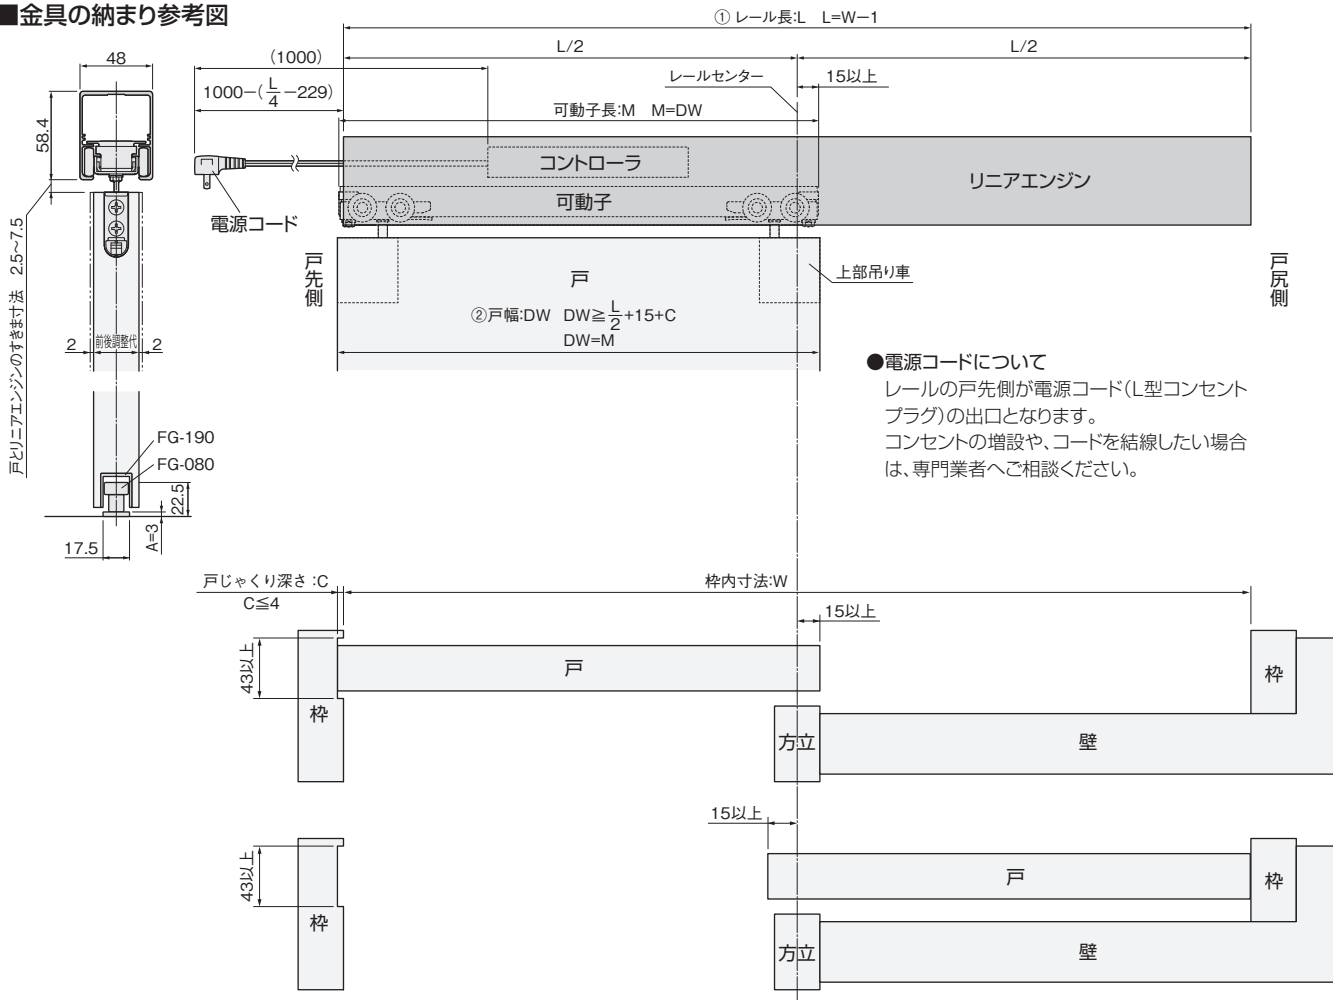 ■金具の納まり参考図
① レール長:L L=W−1
L/2
L/2
48
(1000)
1000−(L/4−229)
レールセンター
15以上
可動子長:M M=DW
58.4
コントローラ
リニアエンジン
可動子
電源コード
戸とリニアエンジンのすきま寸法 2.5〜7.5
戸先側
戸
上部吊り車
戸尻側
②戸幅:DW DW≧L/2+15+C
DW=M
2
前後調整代
2
●電源コードについて
レールの戸先側が電源コード(L型コンセント
プラグ)の出口となります。
コンセントの増設や、コードを結線したい場合
は、専門業者へご相談ください。
FG-190
FG-080
22.5
A=3
17.5
戸じゃくり深さ:C
C≦4
枠内寸法:W
15以上
43以上
戸
枠
枠
方立
壁
15以上
43以上
戸
枠
枠
方立
壁